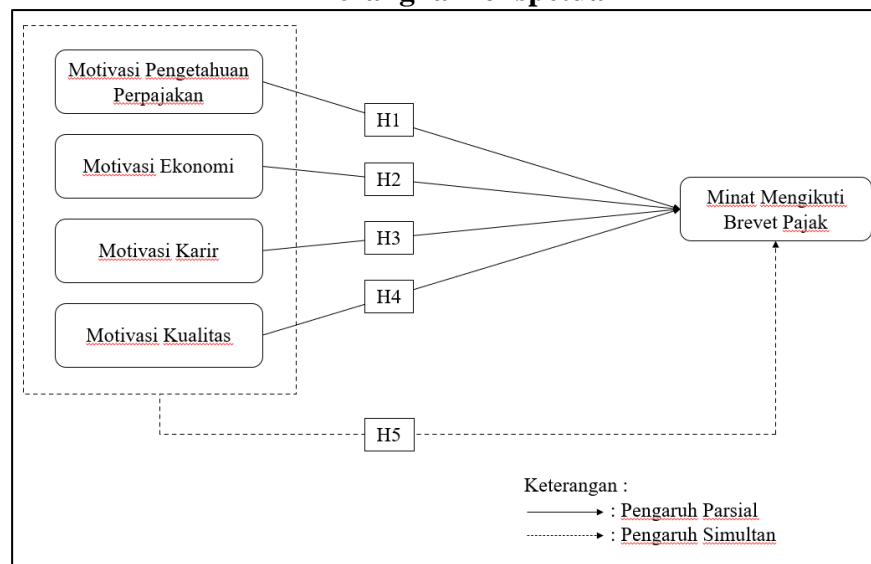 Motivasi Pengetahuan
Perpajakan
Motivasi Ekonomi
Motivasi Karir
Motivasi Kualitas
H1
H2
H3
H4
H5
Minat Mengikuti
Brevet Pajak
Keterangan :
: Pengaruh Parsial
: Pengaruh Simultan